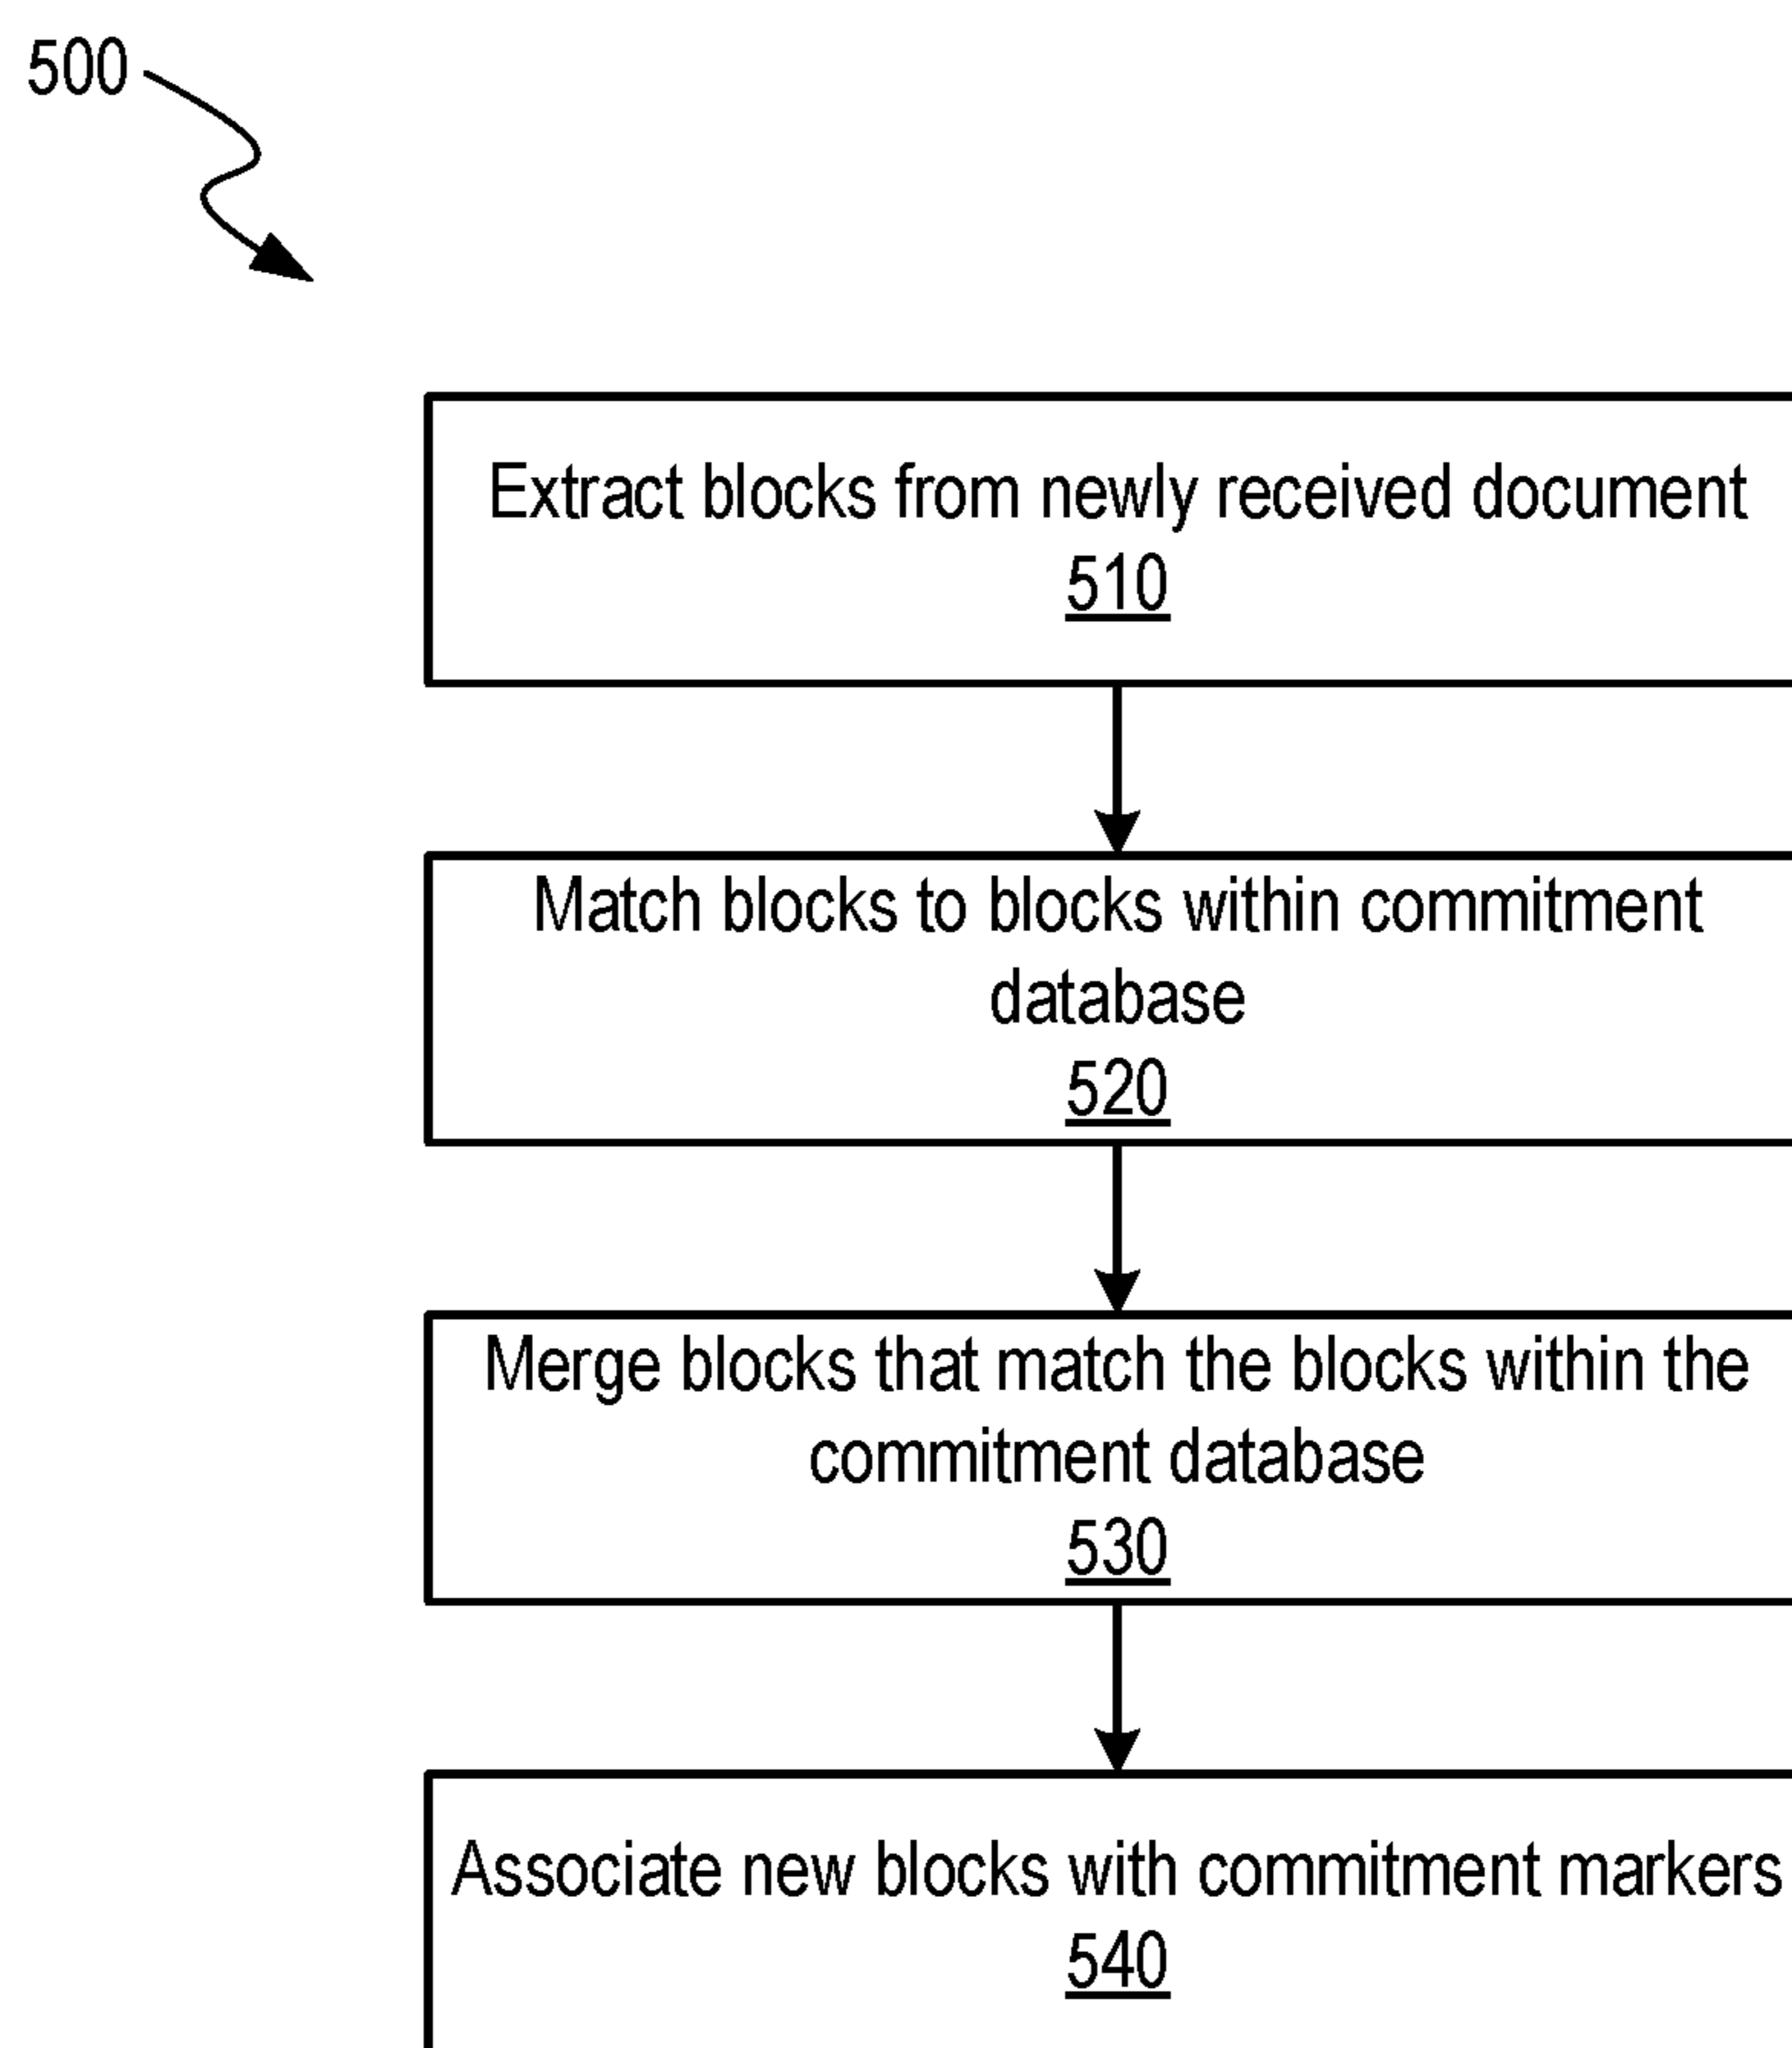 500
Extract blocks from newly received document
510
Match blocks to blocks within commitment
database
520
Merge blocks that match the blocks within the
commitment database
530
Associate new blocks with commitment markers
540